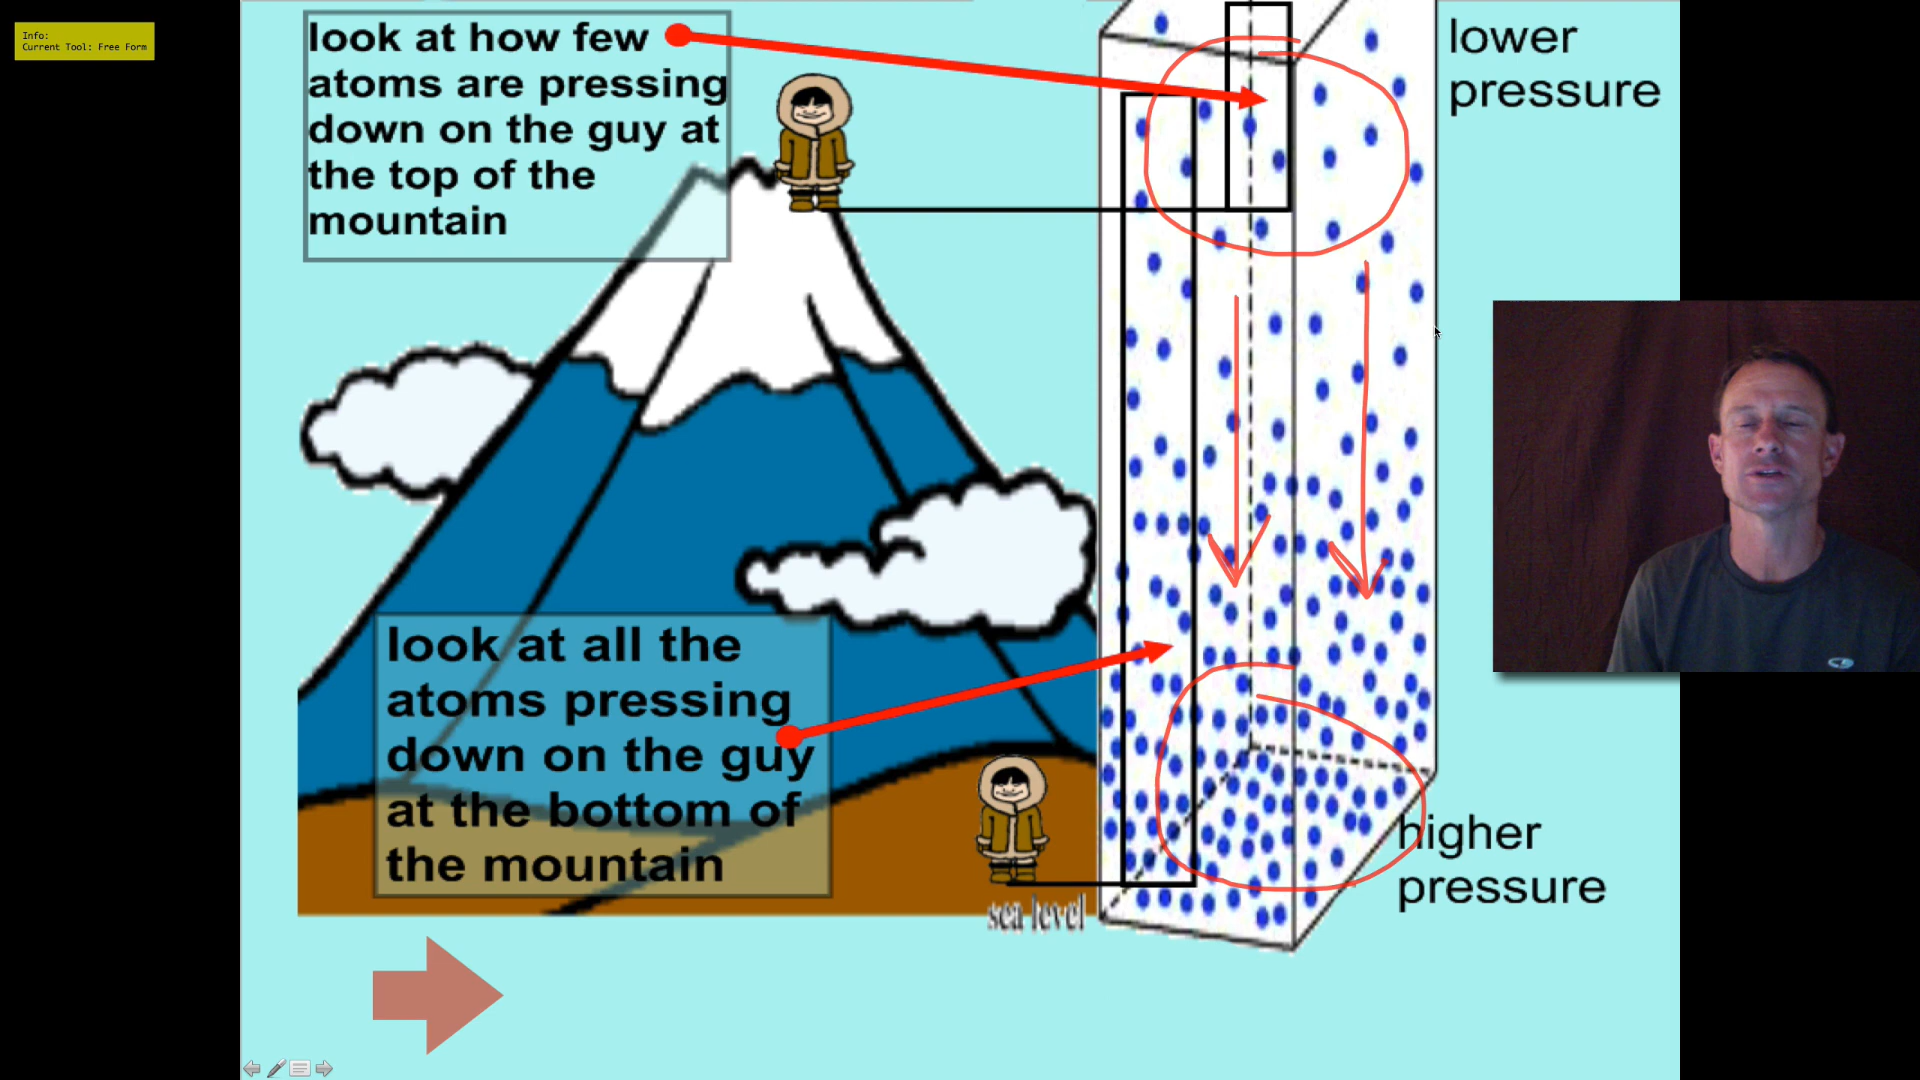 Info:
Current Tool: Free Form
look at how few
atoms are pressing
down on the guy at
the top of the
mountain
lower
pressure
look at all the
atoms pressing
down on the guy
at the bottom of
the mountain
higher
pressure
sea level